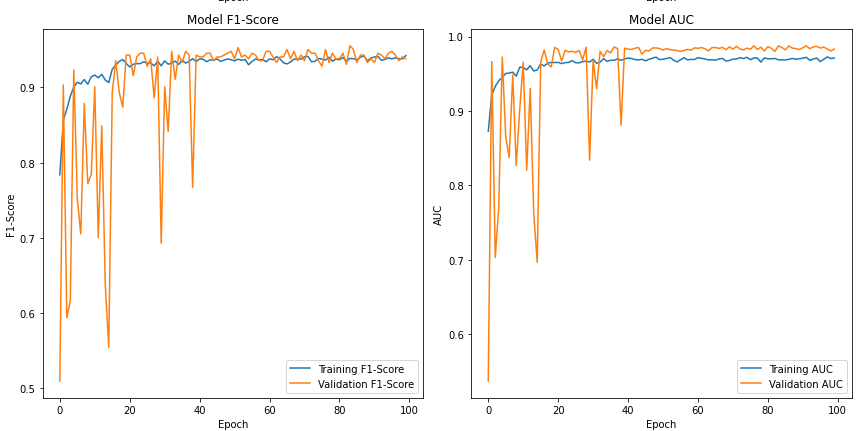 Epoch
Epoch
Model F1-Score
Model AUC
F1-Score
0.9
0.8
0.7
0.6
0.5
0
20
40
60
80
100
Epoch
Training F1-Score
Validation F1-Score
AUC
1.0
0.9
0.8
0.7
0.6
0
20
40
60
80
100
Epoch
Training AUC
Validation AUC